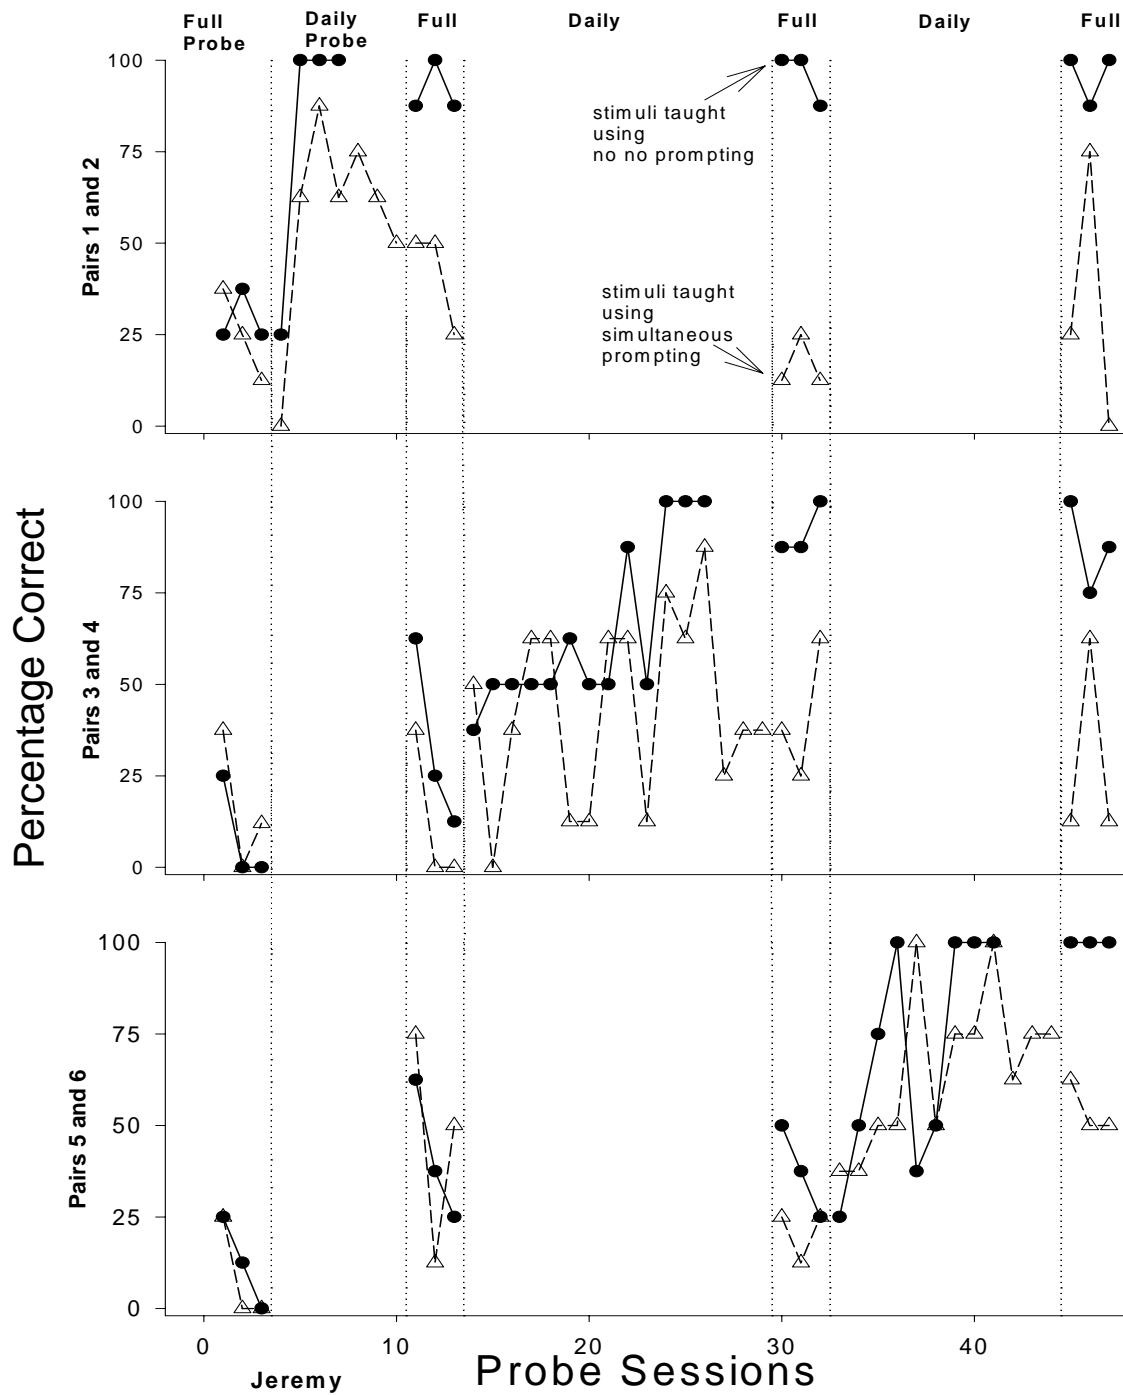 Full Probe
Daily Probe
Full
Daily
Full
Daily
Full
100
75
50
25
0
Pairs 1 and 2
stimuli taught
using
no no prompting
stimuli taught
using
simultaneous
prompting
Percentage Correct
100
75
50
25
0
Pairs 3 and 4
100
75
50
25
0
Pairs 5 and 6
0 10 20 30 40
Probe Sessions
Jeremy